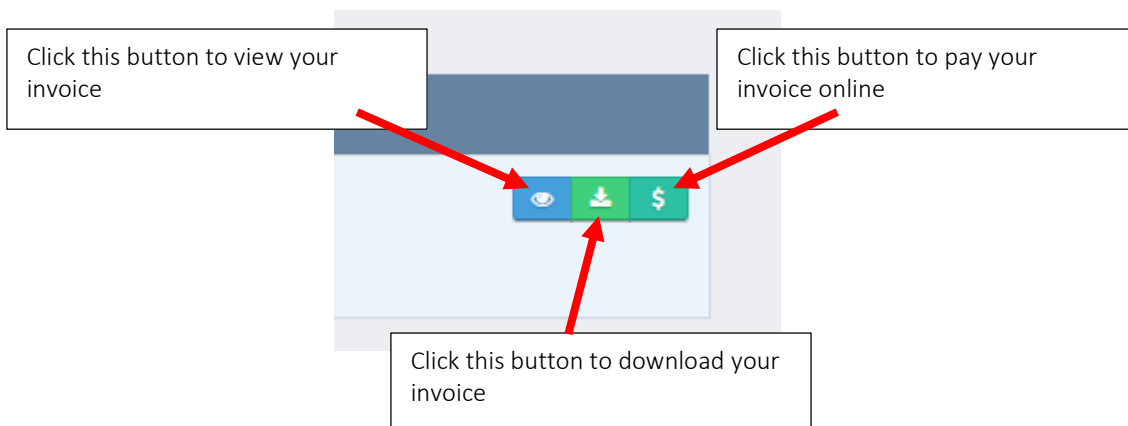 Click this button to view your
invoice
Click this button to pay your
invoice online
$
Click this button to download your
invoice